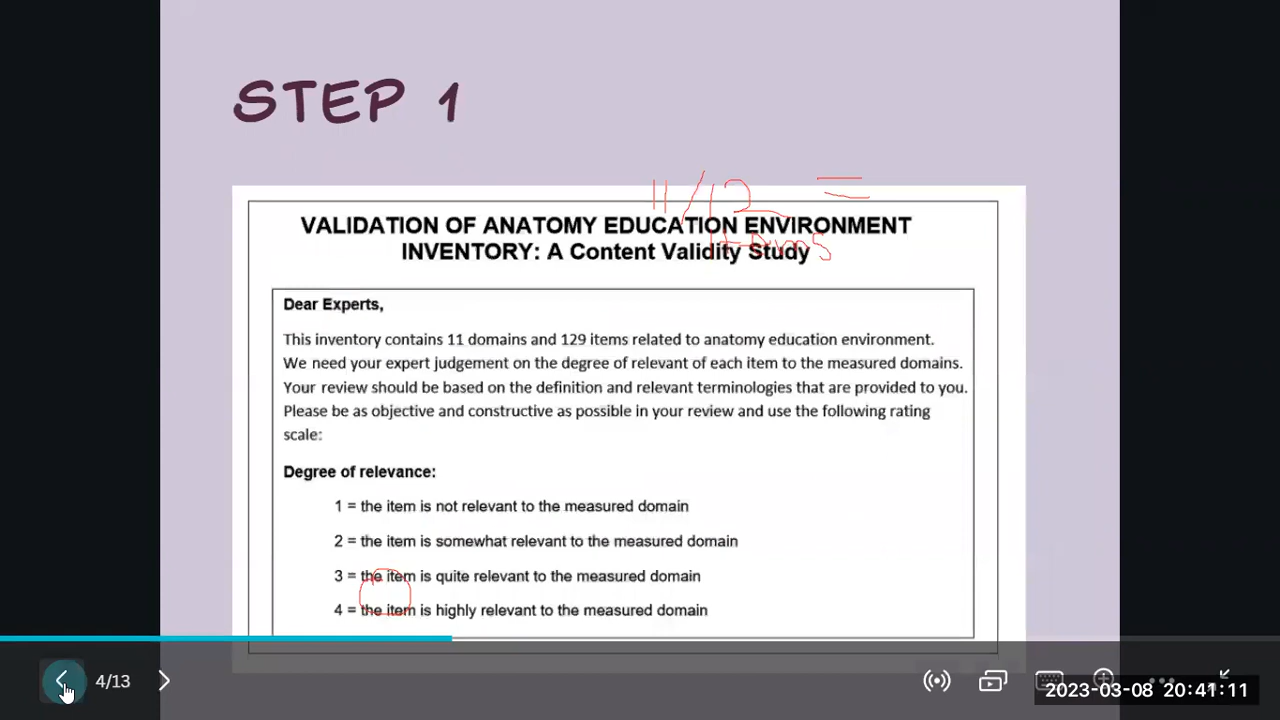 STEP 1
11/12 =
items
VALIDATION OF ANATOMY EDUCATION ENVIRONMENT
INVENTORY: A Content Validity Study
Dear Experts,
This inventory contains 11 domains and 129 items related to anatomy education environment.
We need your expert judgement on the degree of relevant of each item to the measured domains.
Your review should be based on the definition and relevant terminologies that are provided to you.
Please be as objective and constructive as possible in your review and use the following rating
scale:
Degree of relevance:
1 = the item is not relevant to the measured domain
2 = the item is somewhat relevant to the measured domain
3 = the item is quite relevant to the measured domain
4 = the item is highly relevant to the measured domain
4/13
2023-03-08 20:41:11